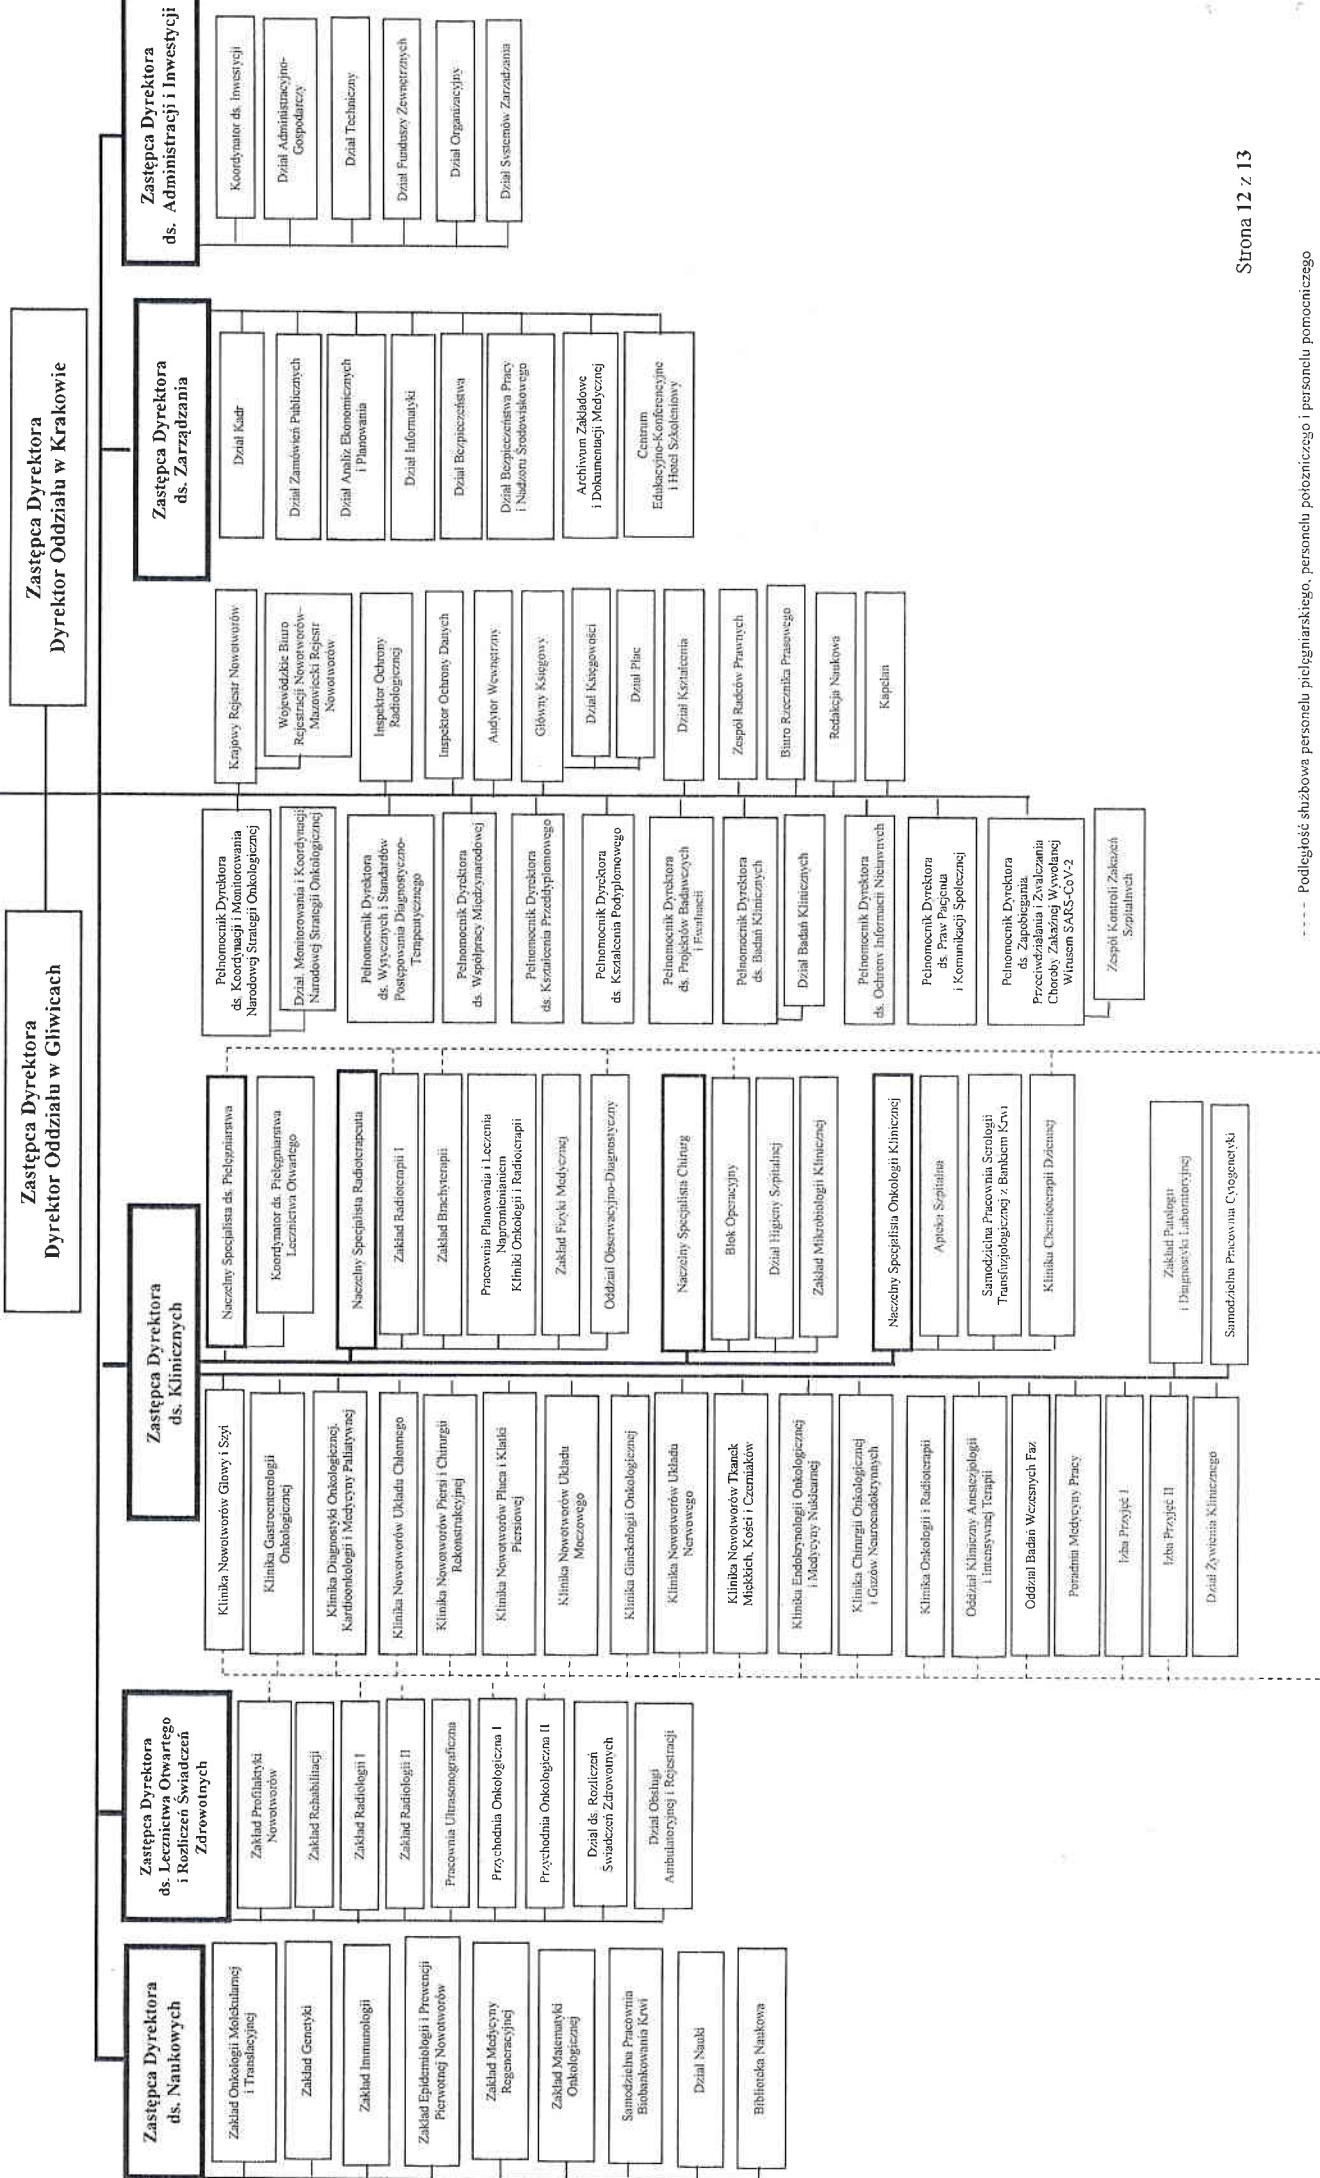 Zastępca Dyrektora
Dyrektor Oddziału w Gliwicach
Zastępca Dyrektora
Dyrektor Oddziału w Krakowie
Zastępca Dyrektora
ds. Naukowych
Zakład Onkologii Molekularnej
i Translacyjnej
Zakład Genetyki
Zakład Immunologii
Zakład Epidemiologii i Prewencji
Pierwotnej Nowotworów
Zakład Medycyny
Regeneracyjnej
Zakład Matematyki
Onkologicznej
Samodzielna Pracownia
Biobankowania Krwi
Dział Nauki
Biblioteka Naukowa
Zastępca Dyrektora
ds. Lecznictwa Otwartego
i Rozliczeń Świadczeń
Zdrowotnych
Zakład Profilaktyki
Nowotworów
Zakład Rehabilitacji
Zakład Radiologii I
Zakład Radiologii II
Pracownia Ultrasonograficzna
Przychodnia Onkologiczna I
Przychodnia Onkologiczna II
Dział ds. Rozliczeń
Świadczeń Zdrowotnych
Dział Obsługi
Ambulatoryjnej i Rejestracji
Zastępca Dyrektora
ds. Klinicznych
Klinika Nowotworów Głowy i Szyi
Klinika Gastroenterologii
Onkologicznej
Klinika Diagnostyki Onkologicznej,
Kardioonkologii i Medycyny Paliatywnej
Klinika Nowotworów Układu Chłonnego
Klinika Nowotworów Piersi i Chirurgii
Rekonstrukcyjnej
Klinika Nowotworów Płuca i Klatki
Piersiowej
Klinika Nowotworów Układu
Moczowego
Klinika Ginekologii Onkologicznej
Klinika Nowotworów Układu
Nerwowego
Klinika Nowotworów Tkanek
Miękkich, Kości i Czerniaków
Klinika Endokrynologii Onkologicznej
i Medycyny Nuklearnej
Klinika Chirurgii Onkologicznej
i Guzów Neuroendokrynnych
Klinika Onkologii i Radioterapii
Oddział Kliniczny Anestezjologii
i Intensywnej Terapii
Oddział Badań Wczesnych Faz
Poradnia Medycyny Pracy
Izba Przyjęć I
Izba Przyjęć II
Dział Żywienia Klinicznego
Naczelny Specjalista ds. Pielęgniarstwa
Koordynator ds. Pielęgniarstwa
Lecznictwa Otwartego
Naczelny Specjalista Radioterapeuta
Zakład Radioterapii I
Zakład Brachyterapii
Pracownia Planowania i Leczenia
Napromienianiem
Kliniki Onkologii i Radioterapii
Zakład Fizyki Medycznej
Oddział Obserwacyjno-Diagnostyczny
Naczelny Specjalista Chirurg
Blok Operacyjny
Dział Higieny Szpitalnej
Zakład Mikrobiologii Klinicznej
Naczelny Specjalista Onkologii Klinicznej
Apteka Szpitalna
Samodzielna Pracownia Serologii
Transfuzjologicznej z Bankiem Krwi
Klinika Chemioterapii Dziennej
Zakład Patologii
i Diagnostyki Laboratoryjnej
Samodzielna Pracownia Cytogenetyki
Pełnomocnik Dyrektora
ds. Koordynacji i Monitorowania
Narodowej Strategii Onkologicznej
Dział. Monitorowania i Koordynacji
Narodowej Strategii Onkologicznej
Pełnomocnik Dyrektora
ds. Wytycznych i Standardów
Postępowania Diagnostyczno-
Terapeutycznego
Pełnomocnik Dyrektora
ds. Współpracy Międzynarodowej
Pełnomocnik Dyrektora
ds. Kształcenia Przeddyplomowego
Pełnomocnik Dyrektora
ds. Kształcenia Podyplomowego
Pełnomocnik Dyrektora
ds. Projektów Badawczych
i Ewaluacji
Pełnomocnik Dyrektora
ds. Badań Klinicznych
Dział Badań Klinicznych
Pełnomocnik Dyrektora
ds. Ochrony Informacji Niejawnych
Pełnomocnik Dyrektora
ds. Praw Pacjenta
i Komunikacji Społecznej
Pełnomocnik Dyrektora
ds. Zapobiegania,
Przeciwdziałania i Zwalczania
Choroby Zakaźnej Wywołanej
Wirusem SARS-CoV-2
Zespół Kontroli Zakażeń
Szpitalnych
Krajowy Rejestr Nowotworów
Wojewódzkie Biuro
Rejestracji Nowotworów–
Mazowiecki Rejestr
Nowotworów
Inspektor Ochrony
Radiologicznej
Inspektor Ochrony Danych
Audytor Wewnętrzny
Główny Księgowy
Dział Księgowości
Dział Płac
Dział Kształcenia
Zespół Radców Prawnych
Biuro Rzecznika Prasowego
Redakcja Naukowa
Kapelan
Zastępca Dyrektora
ds. Zarządzania
Dział Kadr
Dział Zamówień Publicznych
Dział Analiz Ekonomicznych
i Planowania
Dział Informatyki
Dział Bezpieczeństwa
Dział Bezpieczeństwa Pracy
i Nadzoru Środowiskowego
Archiwum Zakładowe
i Dokumentacji Medycznej
Centrum
Edukacyjno-Konferencyjne
i Hotel Szkoleniowy
Zastępca Dyrektora
ds. Administracji i Inwestycji
Koordynator ds. Inwestycji
Dział Administracyjno-
Gospodarczy
Dział Techniczny
Dział Funduszy Zewnętrznych
Dział Organizacyjny
Dział Systemów Zarządzania
Strona 12 z 13
---- Podległość służbowa personelu pielęgniarskiego, personelu położniczego i personelu pomocniczego